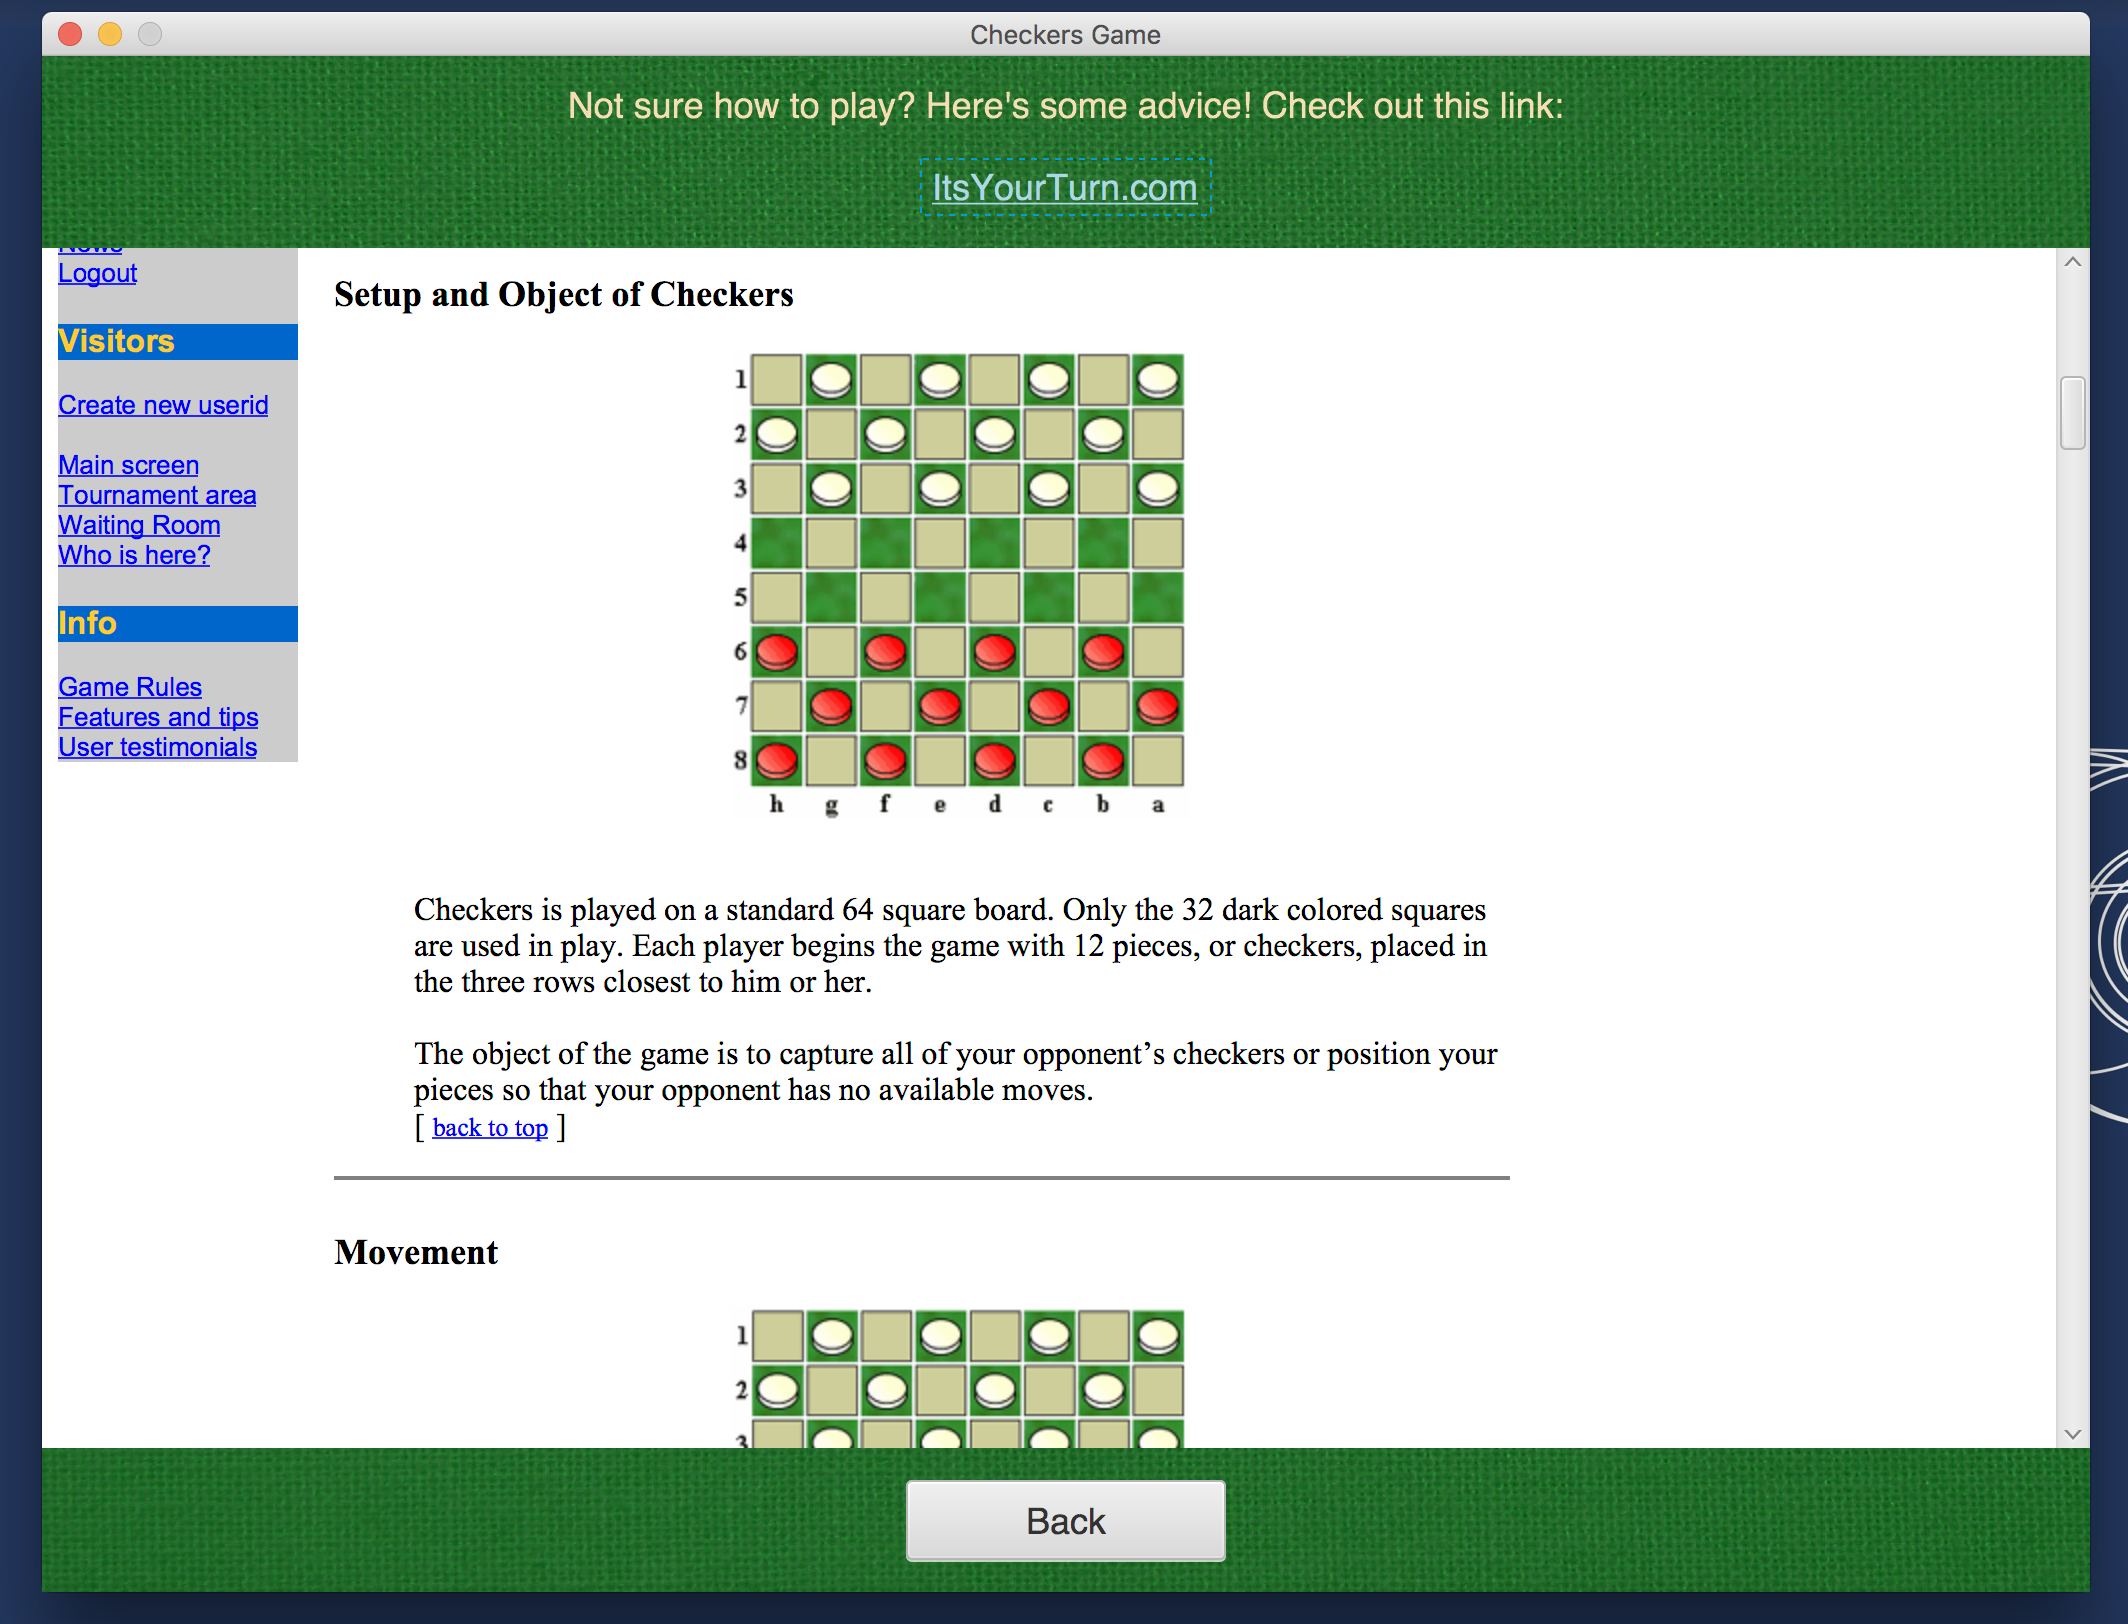 Checkers Game
Not sure how to play? Here's some advice! Check out this link:
ItsYourTurn.com
News
Logout
Visitors
Create new userid
Main screen
Tournament area
Waiting Room
Who is here?
Info
Game Rules
Features and tips
User testimonials
Setup and Object of Checkers
1
2
3
4
5
6
7
8
h g f e d c b a
Checkers is played on a standard 64 square board. Only the 32 dark colored squares
are used in play. Each player begins the game with 12 pieces, or checkers, placed in
the three rows closest to him or her.
The object of the game is to capture all of your opponent’s checkers or position your
pieces so that your opponent has no available moves.
[ back to top ]
Movement
1
2
3
Back